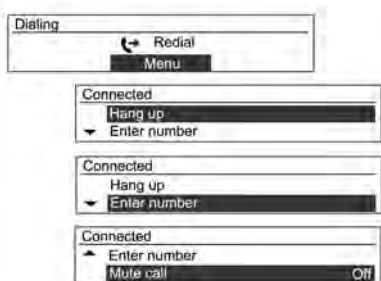 Dialing
Redial
Menu
Connected
Hang up
Enter number
Connected
Hang up
Enter number
Connected
Enter number
Mute call Off